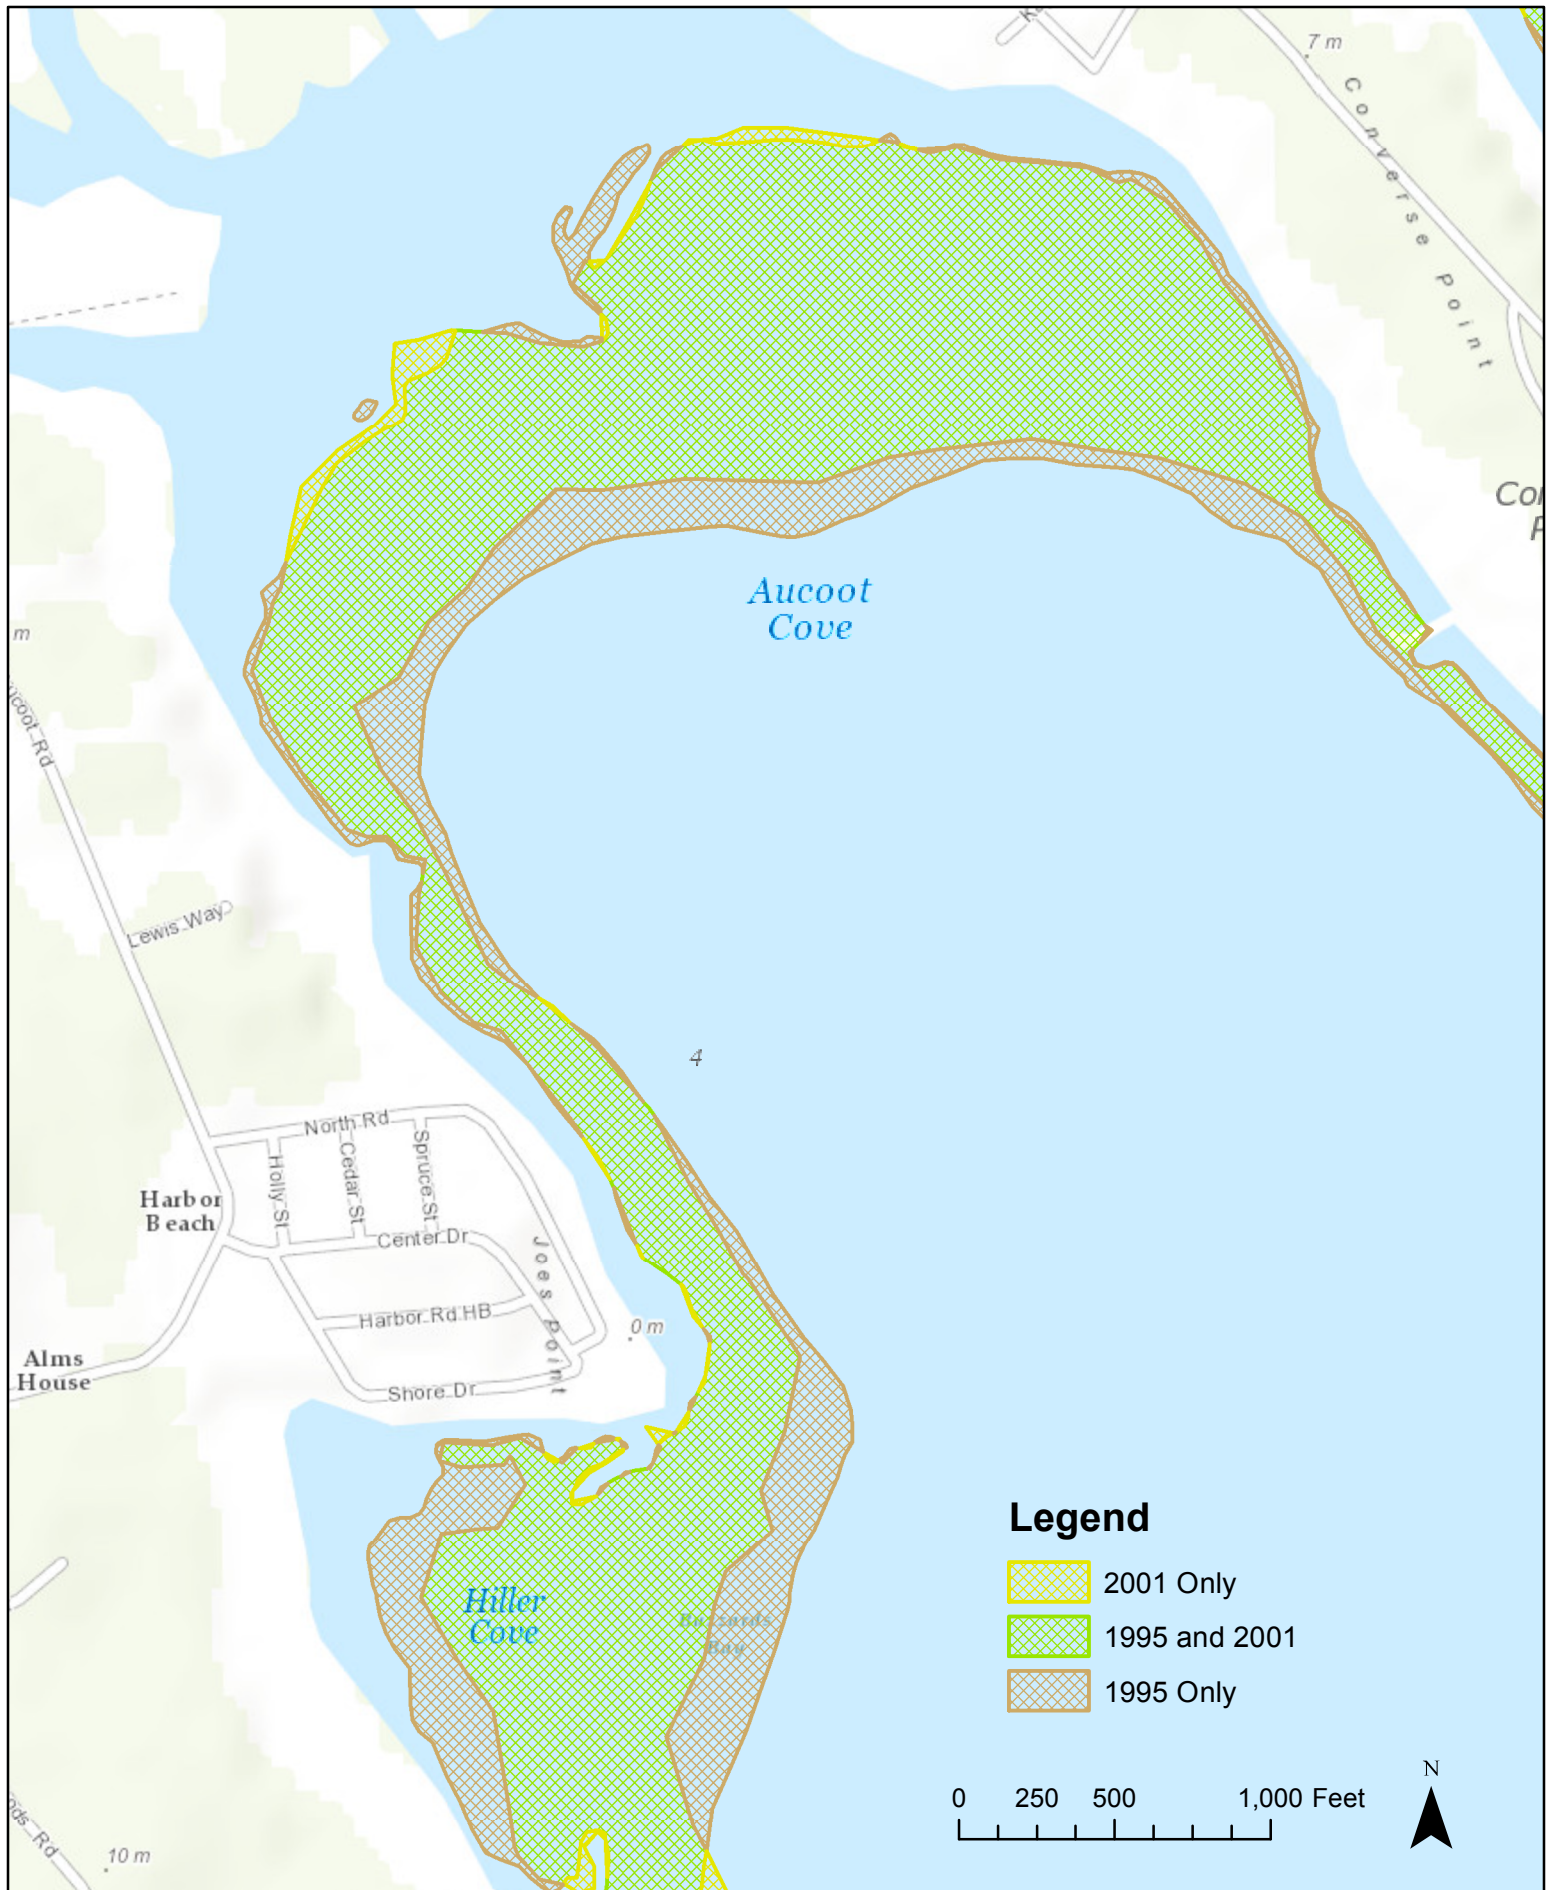 7 m
Converse Point
Aucoot
Cove
m
Lewis Way
4
North Rd
Holly St
Cedar St
Spruce St
Harbor
Beach
Center Dr
Joes Point
Harbor Rd HB
0 m
Alms
House
Shore Dr
Hiller
Cove
Buzzards
Bay
Legend
2001 Only
1995 and 2001
1995 Only
N
0 250 500 1,000 Feet
10 m